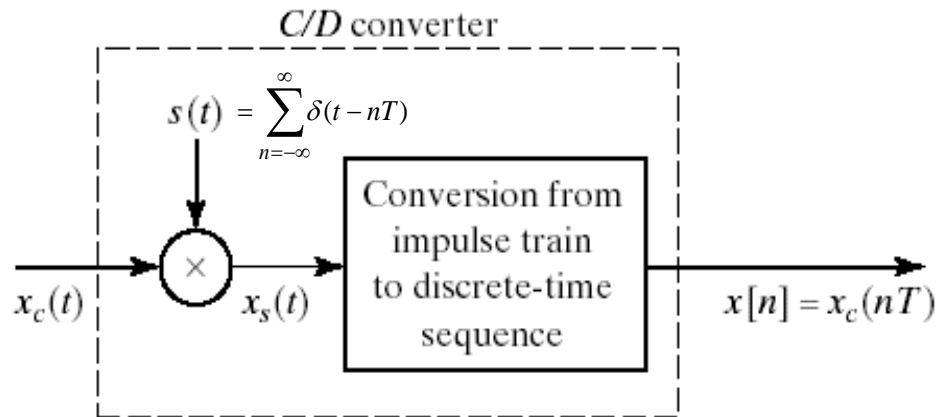 C/D converter
s(t) = ∑_{n=-∞}^{∞} δ(t - nT)
Conversion from
impulse train
to discrete-time
sequence
×
x_c(t)
x_s(t)
x[n] = x_c(nT)